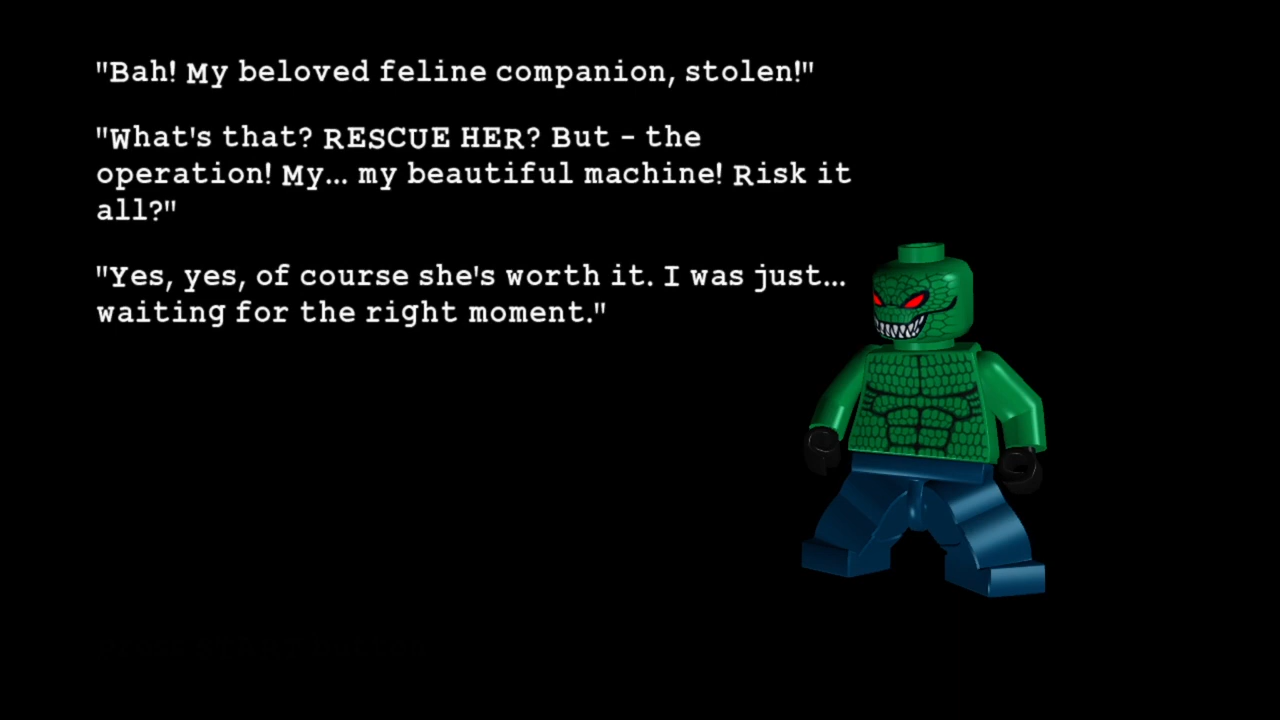 "Bah! My beloved feline companion, stolen!"
"What's that? RESCUE HER? But - the
operation! My... my beautiful machine! Risk it
all?"
"Yes, yes, of course she's worth it. I was just...
waiting for the right moment."